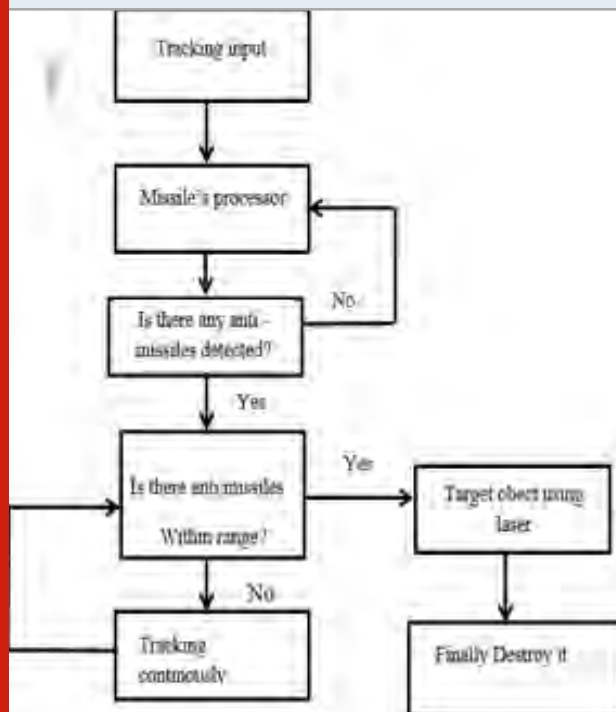 Tracking input
Missile's processor
No
Is there any anti -
missiles detected?
Yes
Is there anti missiles
Within range?
Yes
Target obect using
laser
No
Tracking
continously
Finally Destroy it